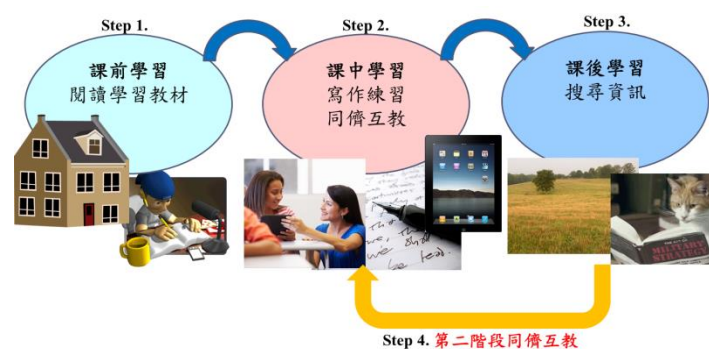 Step 1.
課前學習
閱讀學習教材
Step 2.
課中學習
寫作練習
同儕互教
Step 3.
課後學習
搜尋資訊
MILITARY
STRATEGY
Step 4. 第二階段同儕互教